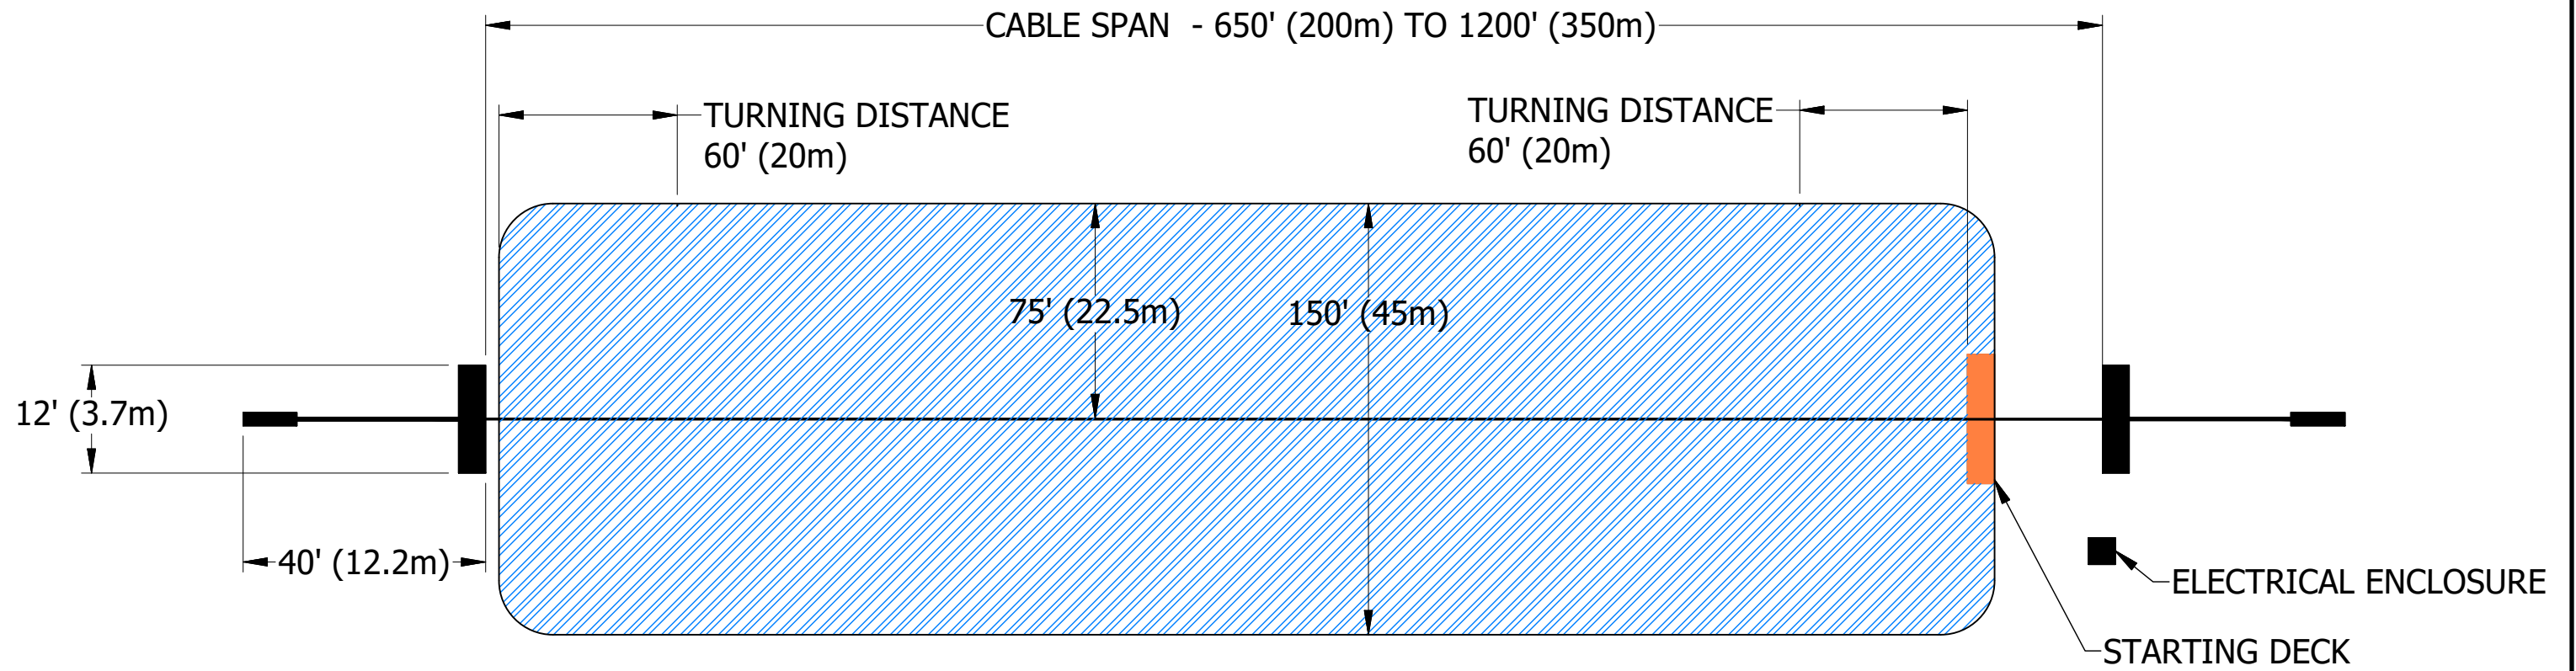 CABLE SPAN - 650' (200m) TO 1200' (350m)
TURNING DISTANCE
60' (20m)
TURNING DISTANCE
60' (20m)
75' (22.5m)
150' (45m)
12' (3.7m)
40' (12.2m)
ELECTRICAL ENCLOSURE
STARTING DECK